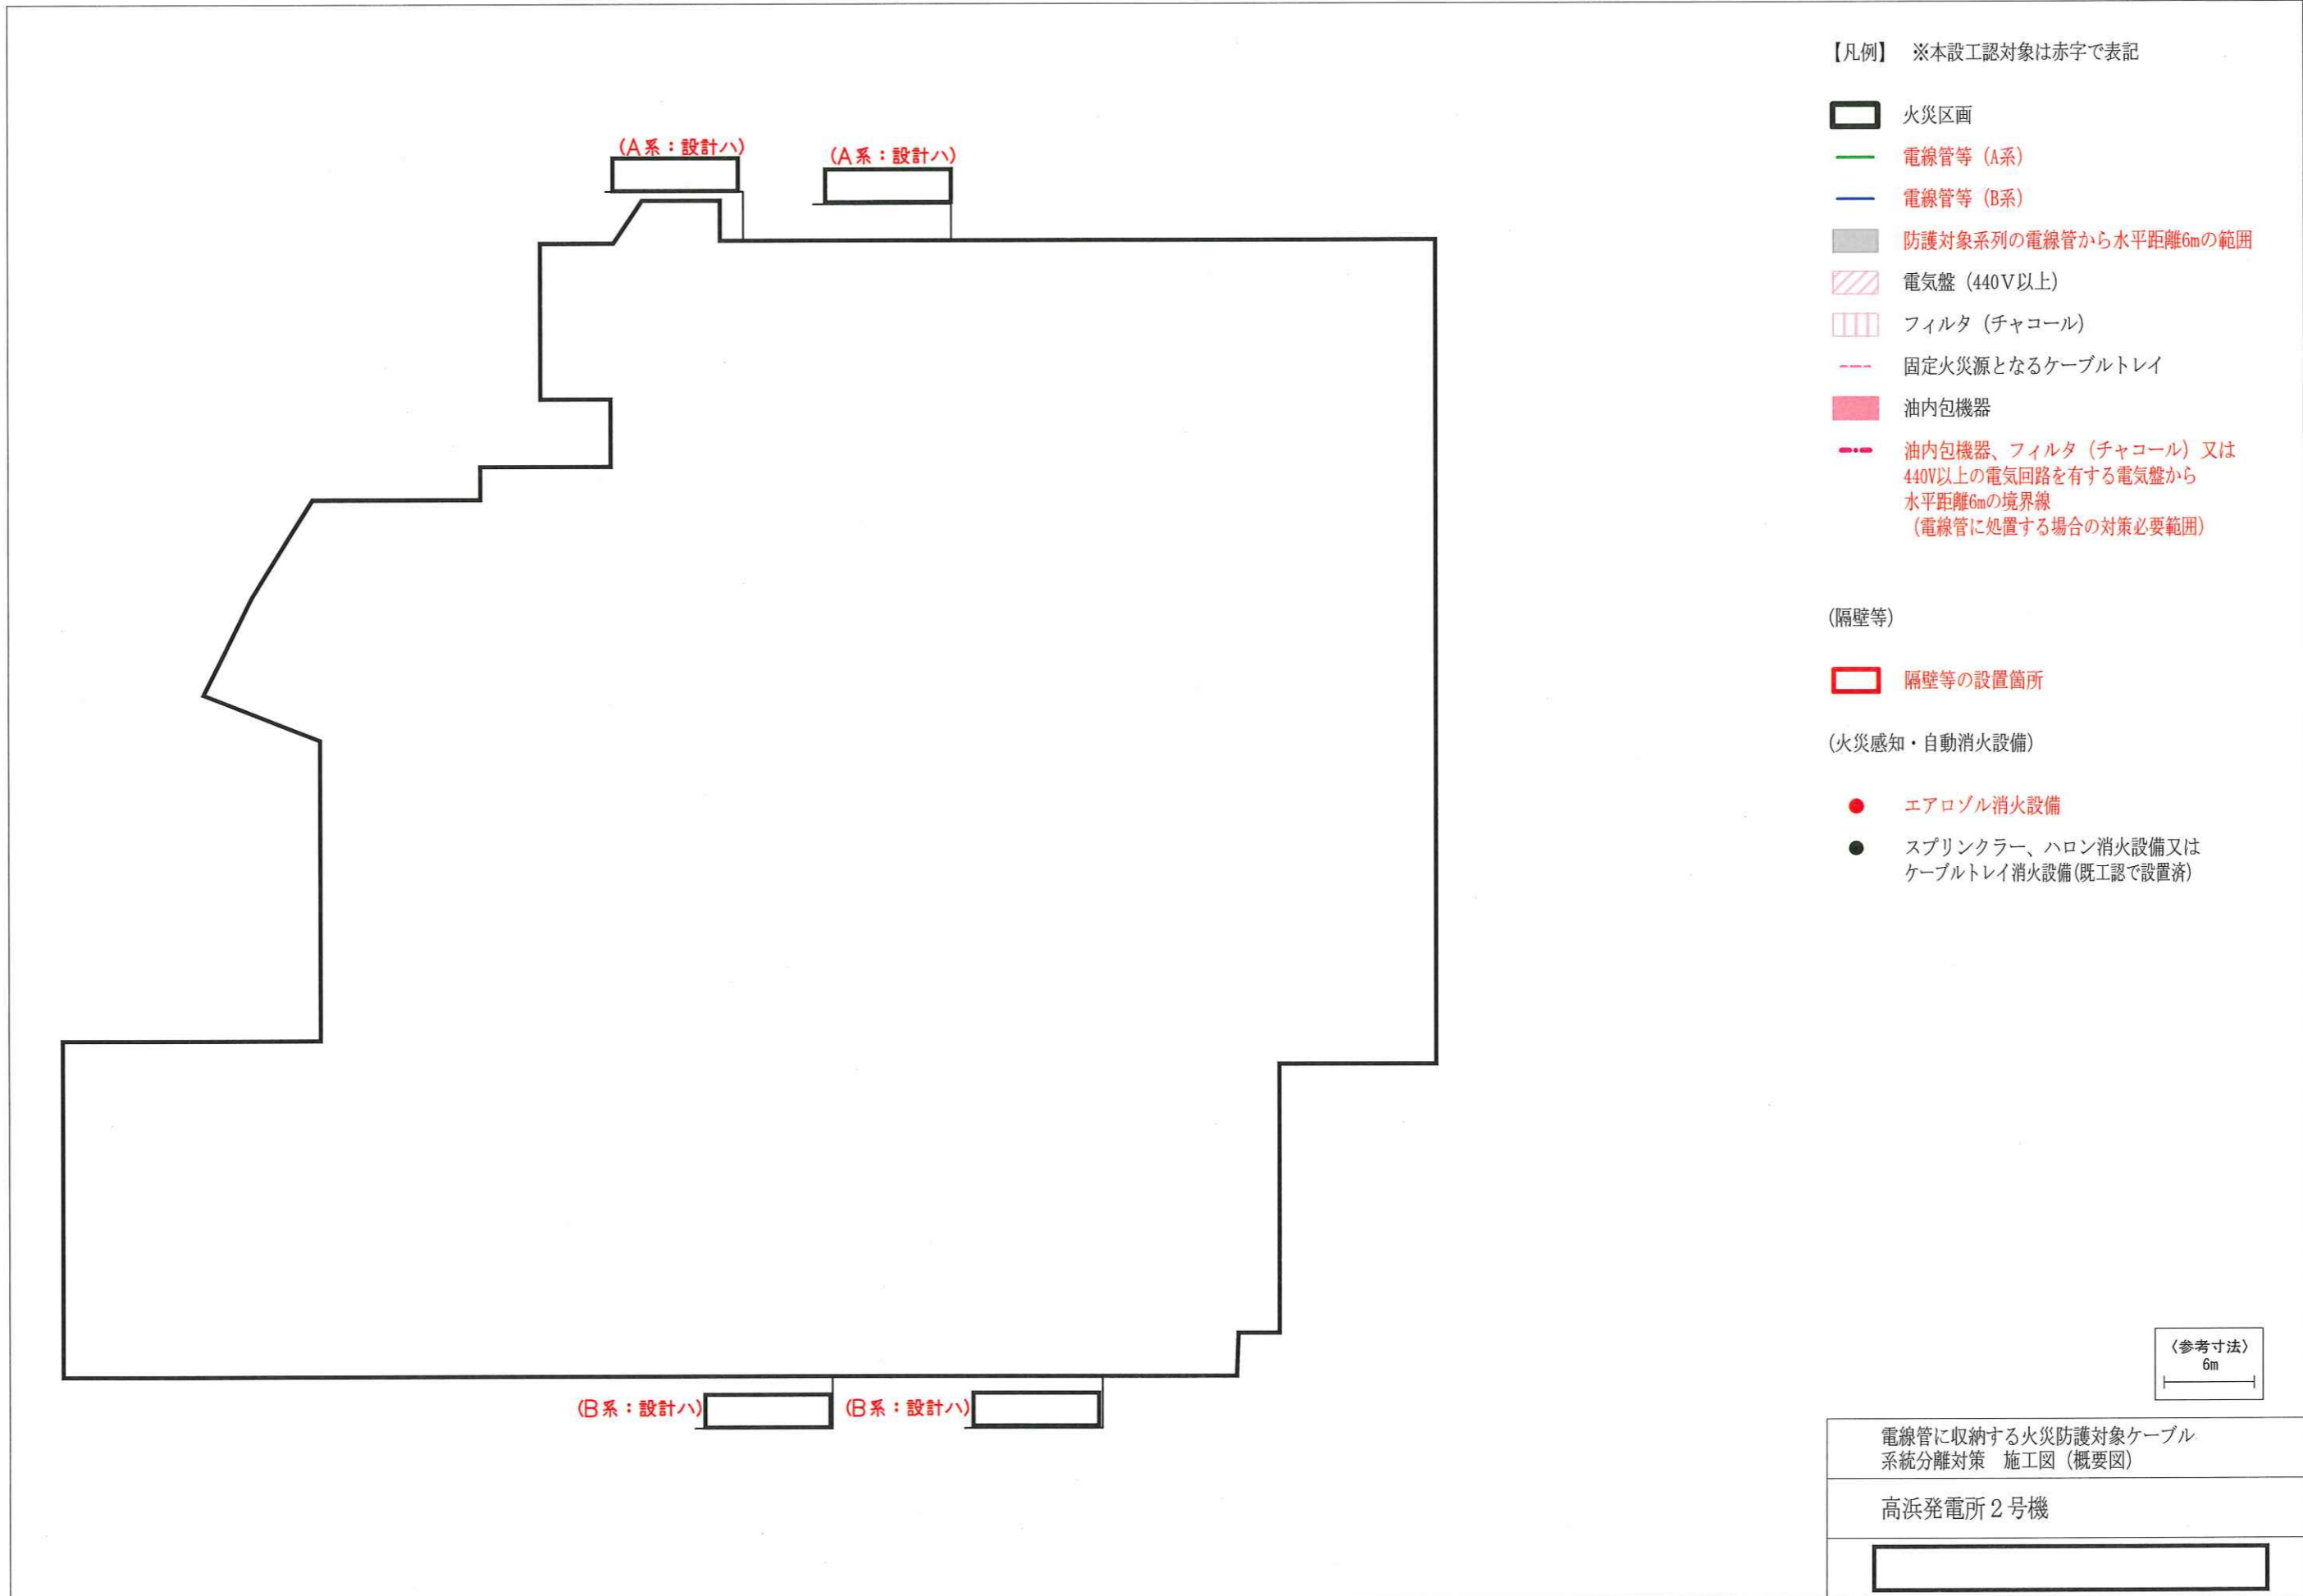 【凡例】 ※本設工認対象は赤字で表記
(A系：設計ハ)
(A系：設計ハ)
火災区画
電線管等（A系）
電線管等（B系）
防護対象系列の電線管から水平距離6mの範囲
電気盤（440V以上）
フィルタ（チャコール）
固定火災源となるケーブルトレイ
油内包機器
油内包機器、フィルタ（チャコール）又は
440V以上の電気回路を有する電気盤から
水平距離6mの境界線
（電線管に処置する場合の対策必要範囲）
(隔壁等)
隔壁等の設置箇所
(火災感知・自動消火設備)
エアロゾル消火設備
スプリンクラー、ハロン消火設備又は
ケーブルトレイ消火設備(既工認で設置済)
〈参考寸法〉
6m
(B系：設計ハ)
(B系：設計ハ)
電線管に収納する火災防護対象ケーブル
系統分離対策　施工図（概要図）
高浜発電所２号機